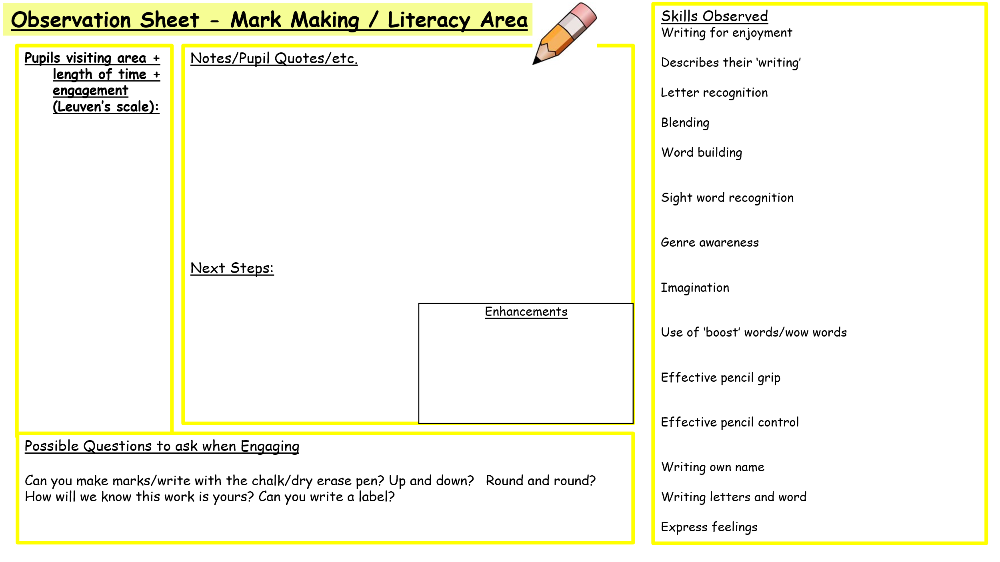 Observation Sheet - Mark Making / Literacy Area
Pupils visiting area +
length of time +
engagement
(Leuven's scale):
Notes/Pupil Quotes/etc.
Next Steps:
Enhancements
Possible Questions to ask when Engaging
Can you make marks/write with the chalk/dry erase pen? Up and down?   Round and round?
How will we know this work is yours? Can you write a label?
Skills Observed
Writing for enjoyment
Describes their ‘writing’
Letter recognition
Blending
Word building
Sight word recognition
Genre awareness
Imagination
Use of ‘boost’ words/wow words
Effective pencil grip
Effective pencil control
Writing own name
Writing letters and word
Express feelings